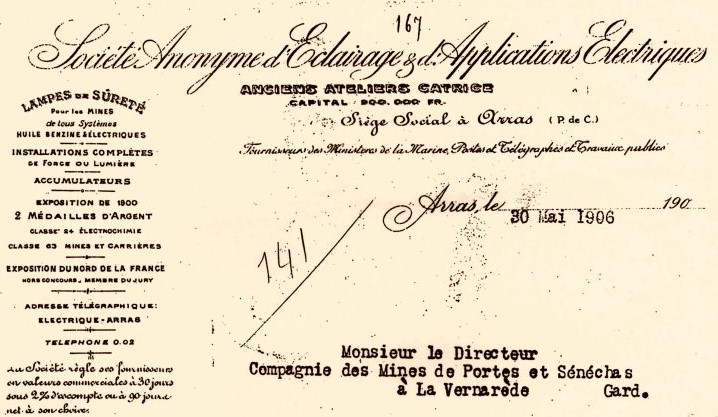 167
Société Anonyme d'Eclairage & d'Applications Electriques
ANCIENS ATELIERS CATRICE
CAPITAL 900.000 FR.
Siège Social à Arras (P. de C.)
Fournisseurs des Ministères de la Marine, Postes et Télégraphes et Travaux publics
LAMPES DE SÛRETÉ
Pour les MINES
de tous Systèmes
HUILE BENZINE & ÉLECTRIQUES
INSTALLATIONS COMPLÈTES
DE FORCE OU LUMIÈRE
ACCUMULATEURS
EXPOSITION DE 1900
2 MÉDAILLES D'ARGENT
CLASSE 24 ÉLECTROCHIMIE
CLASSE 63 MINES ET CARRIÈRES
EXPOSITION DU NORD DE LA FRANCE
HORS CONCOURS - MEMBRE DU JURY
ADRESSE TÉLÉGRAPHIQUE:
ELECTRIQUE-ARRAS
TELEPHONE 0.02
La Société règle ses fournisseurs
en valeurs commerciales à 30 jours
sous 2% d'escompte ou à 90 jours
net à son choix.
Arras, le 30 Mai 1906 190
141
Monsieur le Directeur
Compagnie des Mines de Portes et Sénéchas
à La Vernarède Gard.